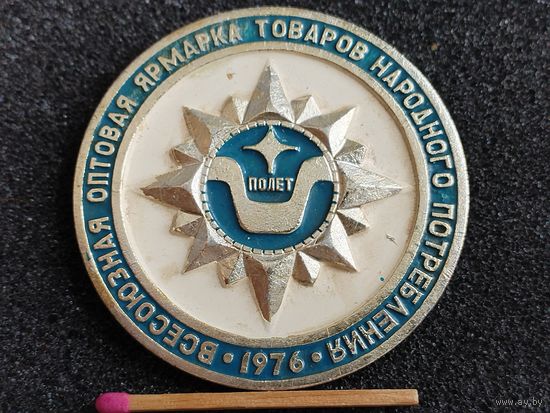 ВСЕСОЮЗНАЯ ОПТОВАЯ ЯРМАРКА ТОВАРОВ НАРОДНОГО ПОТРЕБЛЕНИЯ
• 1976 •
ПОЛЕТ
www.ay.by